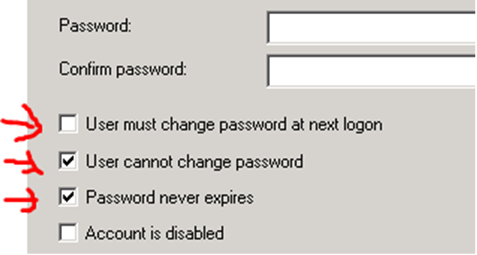 Password:
Confirm password:
User must change password at next logon
User cannot change password
Password never expires
Account is disabled